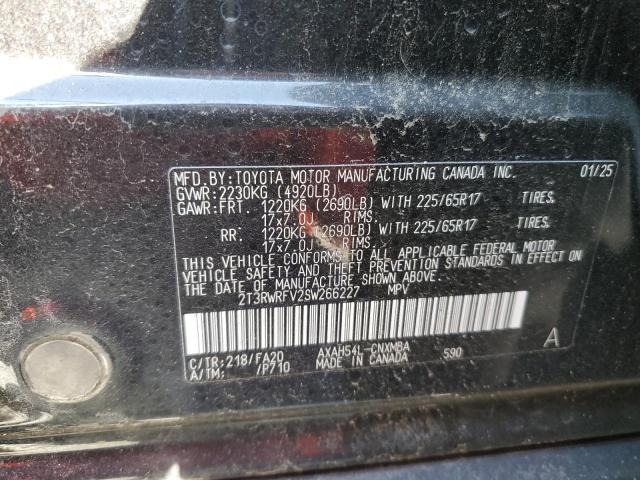 MFD. BY: TOYOTA MOTOR MANUFACTURING CANADA INC. 01/25
GVWR: 2230KG (4920LB)
GAWR: FRT. 1220KG (2690LB) WITH 225/65R17 TIRES.
17x7.0J RIMS.
RR. 1220KG (2690LB) WITH 225/65R17 TIRES.
17x7.0J RIMS.
THIS VEHICLE CONFORMS TO ALL APPLICABLE FEDERAL MOTOR
VEHICLE SAFETY AND THEFT PREVENTION STANDARDS IN EFFECT ON
THE DATE OF MANUFACTURE SHOWN ABOVE.
2T3RWRFV2SW266227 MPV
C/TR: 218/FA20 AXAH54L-CNXMBA 590 A
A/TM: /P710 MADE IN CANADA